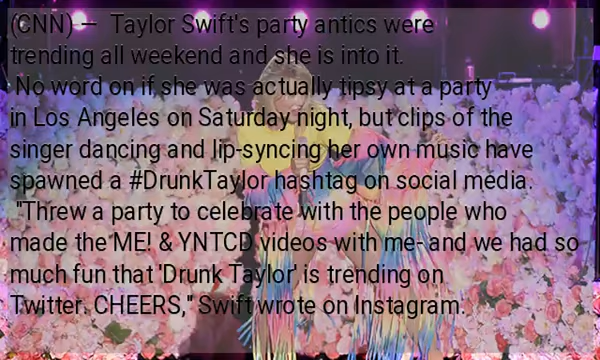 (CNN) — Taylor Swift's party antics were
trending all weekend and she is into it.
No word on if she was actually tipsy at a party
in Los Angeles on Saturday night, but clips of the
singer dancing and lip-syncing her own music have
spawned a #DrunkTaylor hashtag on social media.
"Threw a party to celebrate with the people who
made the ME! & YNTCD videos with me- and we had so
much fun that 'Drunk Taylor' is trending on
Twitter. CHEERS," Swift wrote on Instagram.